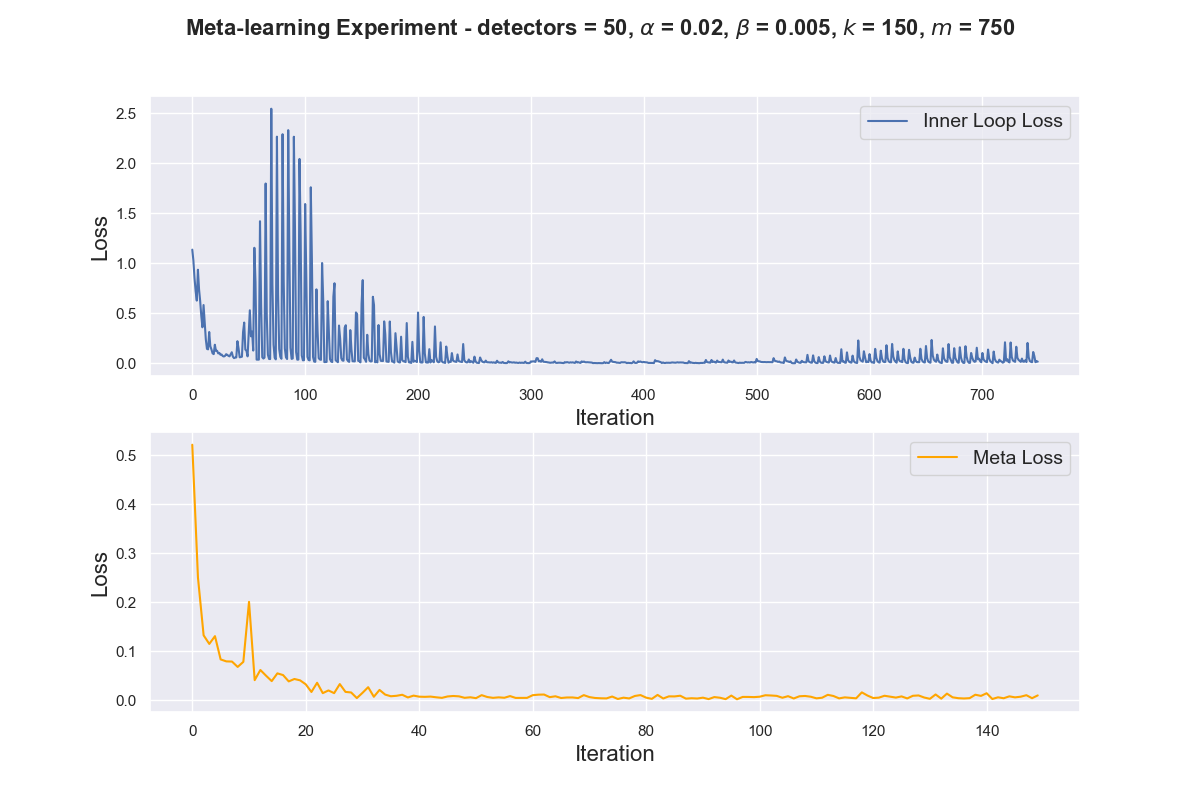 Meta-learning Experiment - detectors = 50, α = 0.02, β = 0.005, k = 150, m = 750
2.5
2.0
1.5
1.0
0.5
0.0
Loss
Inner Loop Loss
0 100 200 300 400 500 600 700
Iteration
0.5
0.4
0.3
0.2
0.1
0.0
Loss
Meta Loss
0 20 40 60 80 100 120 140
Iteration